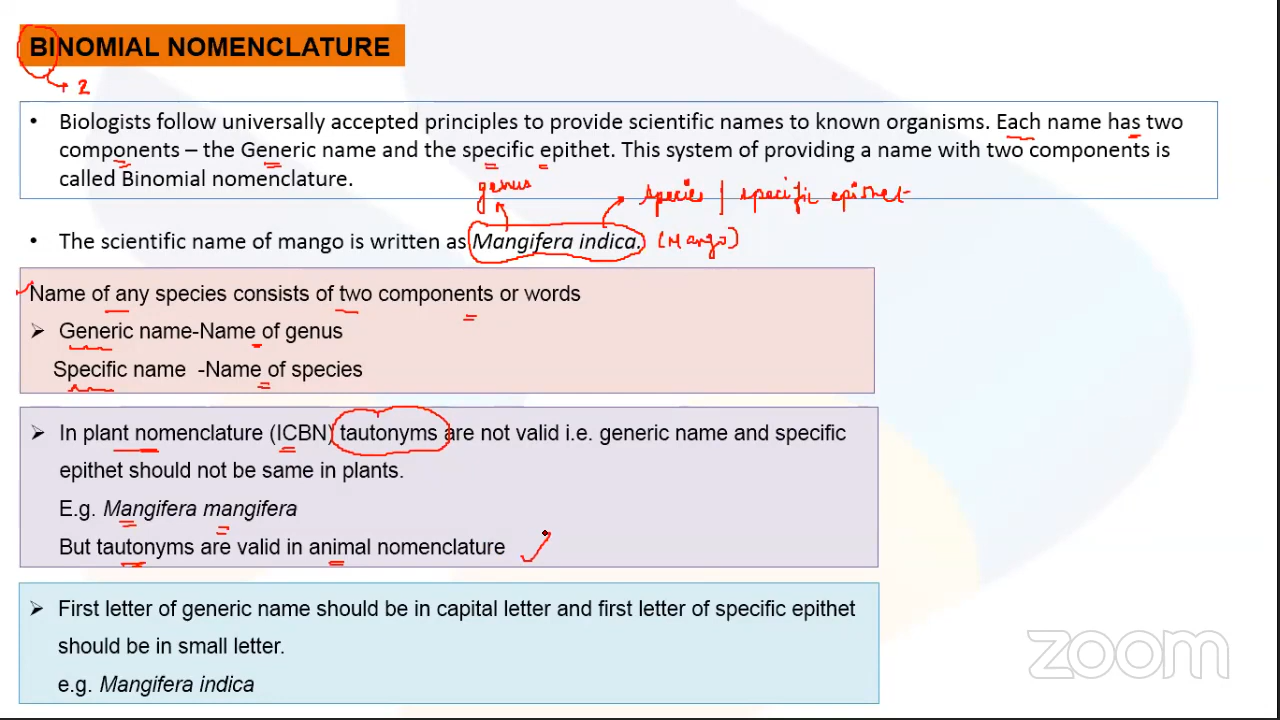 BINOMIAL NOMENCLATURE
2
• Biologists follow universally accepted principles to provide scientific names to known organisms. Each name has two
components – the Generic name and the specific epithet. This system of providing a name with two components is
called Binomial nomenclature.
genus
species | specific epithet
• The scientific name of mango is written as Mangifera indica. (Mango)
Name of any species consists of two components or words
➢ Generic name-Name of genus
Specific name -Name of species
➢ In plant nomenclature (ICBN) tautonyms are not valid i.e. generic name and specific
epithet should not be same in plants.
E.g. Mangifera mangifera
But tautonyms are valid in animal nomenclature
➢ First letter of generic name should be in capital letter and first letter of specific epithet
should be in small letter.
e.g. Mangifera indica
zoom